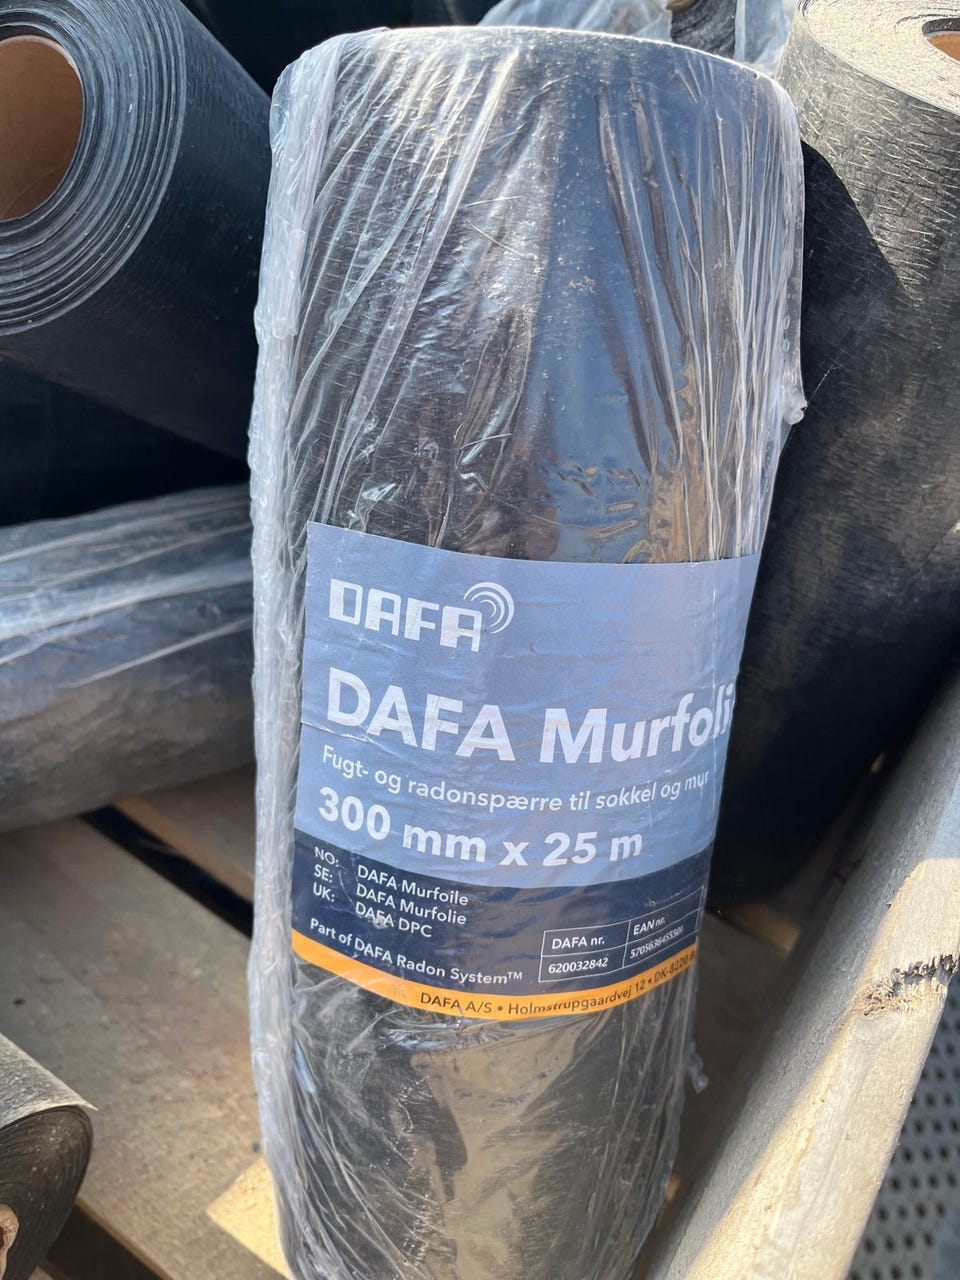 DAFA
DAFA Murfoli
Fugt- og radonspærre til sokkel og mur
300 mm x 25 m
NO: DAFA Murfoile
SE: DAFA Murfolie
UK: DAFA DPC
Part of DAFA Radon System™
DAFA nr. EAN nr.
620032842
DAFA A/S • Holmstrupgaardvej 12 • DK-8220